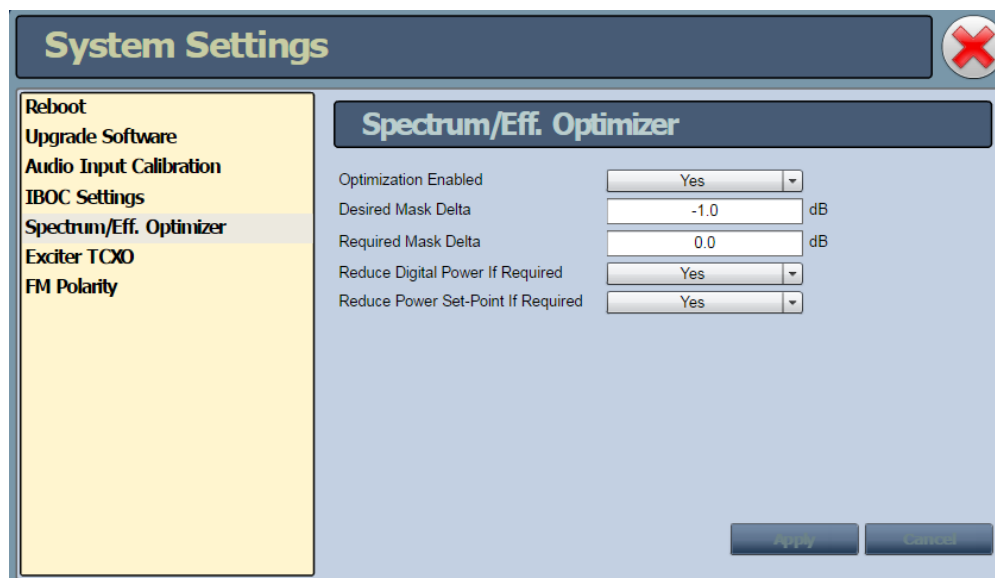 System Settings
Reboot
Upgrade Software
Audio Input Calibration
IBOC Settings
Spectrum/Eff. Optimizer
Exciter TCXO
FM Polarity
Spectrum/Eff. Optimizer
Optimization Enabled Yes
Desired Mask Delta -1.0 dB
Required Mask Delta 0.0 dB
Reduce Digital Power If Required Yes
Reduce Power Set-Point If Required Yes
Apply Cancel